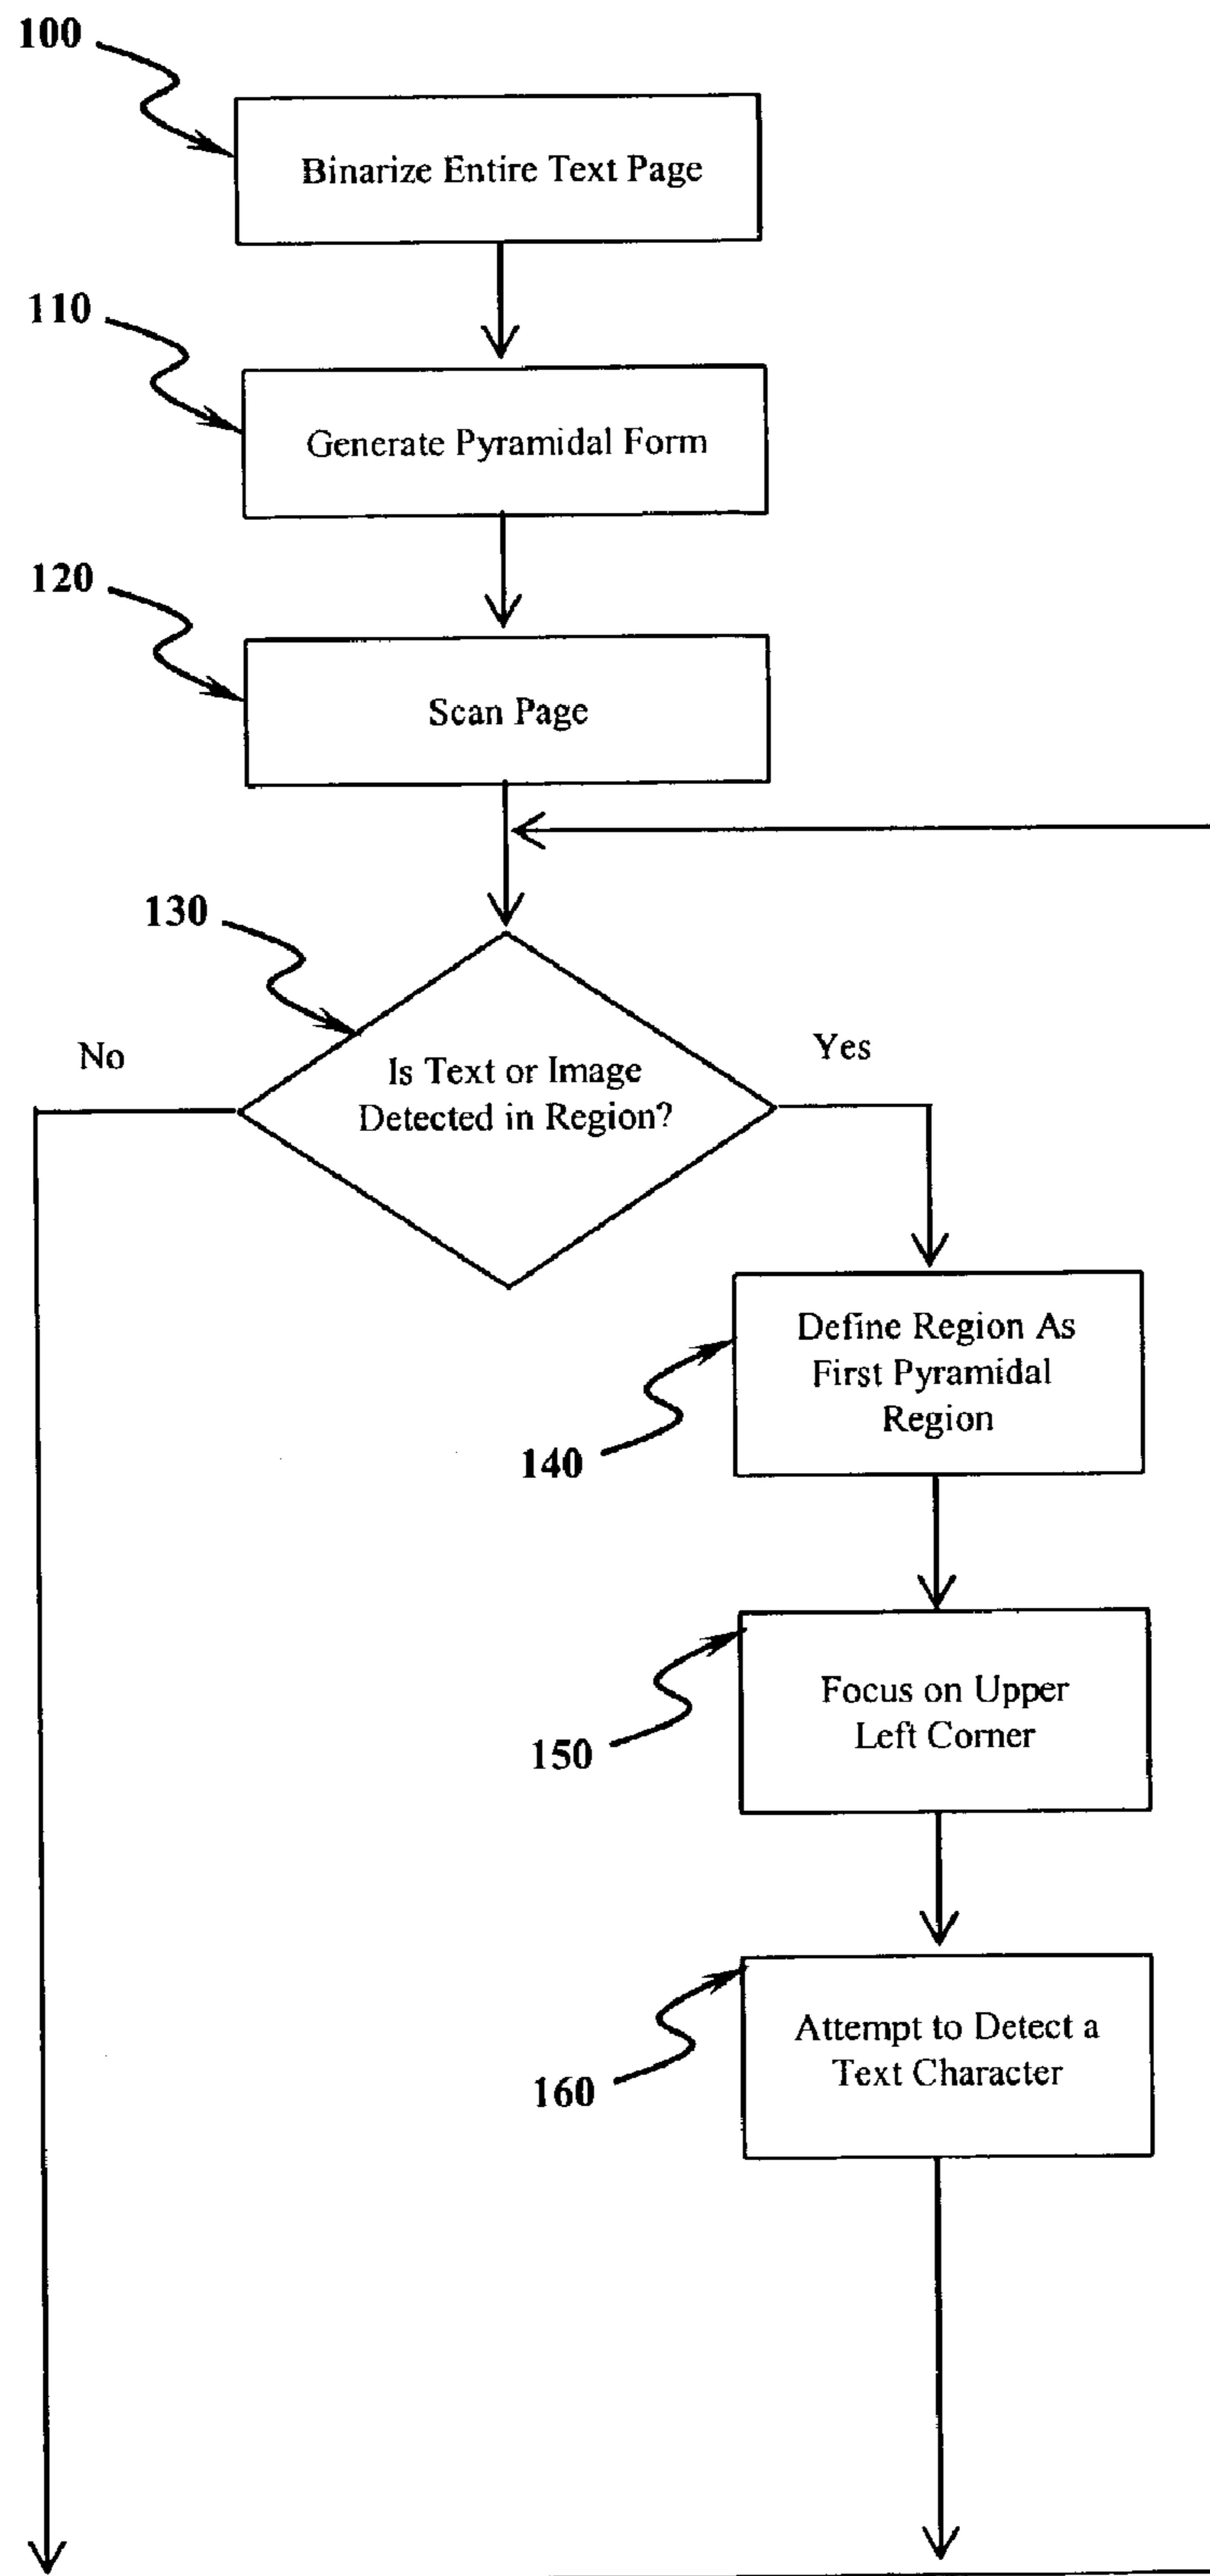 100
Binarize Entire Text Page
110
Generate Pyramidal Form
120
Scan Page
130
No
Yes
Is Text or Image
Detected in Region?
Define Region As
First Pyramidal
Region
140
Focus on Upper
Left Corner
150
Attempt to Detect a
Text Character
160